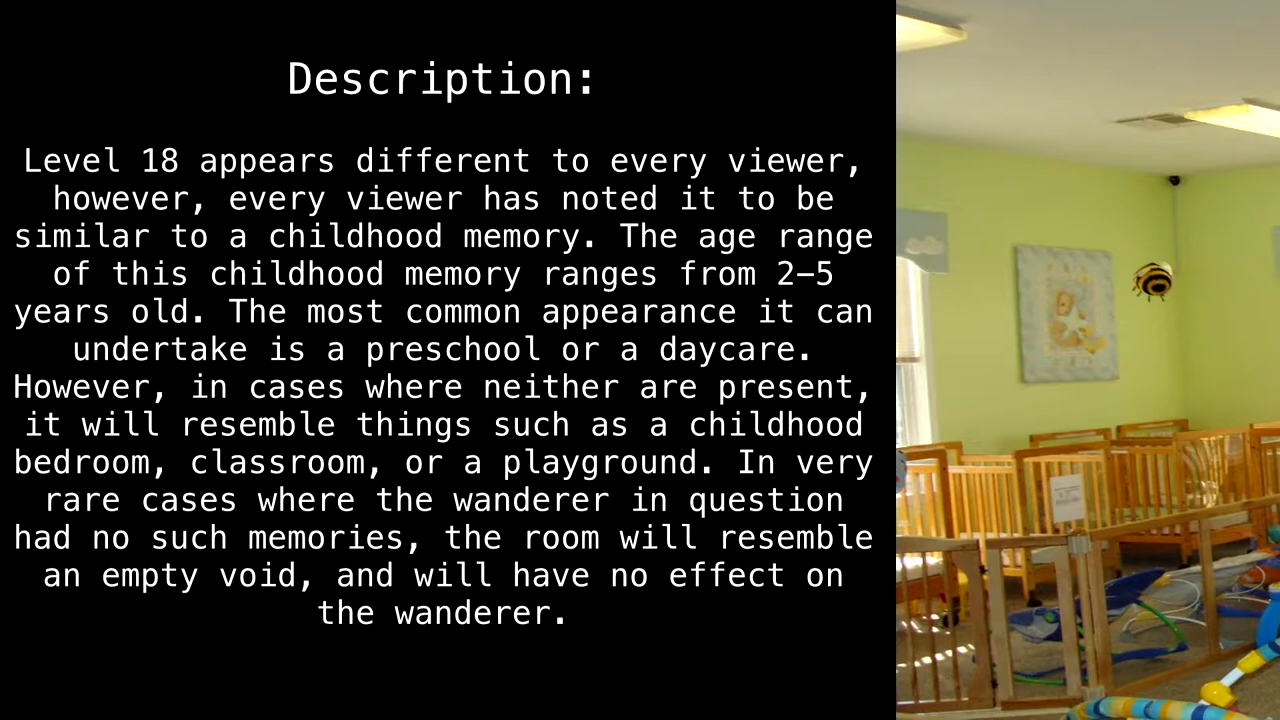 Description:
Level 18 appears different to every viewer,
however, every viewer has noted it to be
similar to a childhood memory. The age range
of this childhood memory ranges from 2–5
years old. The most common appearance it can
undertake is a preschool or a daycare.
However, in cases where neither are present,
it will resemble things such as a childhood
bedroom, classroom, or a playground. In very
rare cases where the wanderer in question
had no such memories, the room will resemble
an empty void, and will have no effect on
the wanderer.